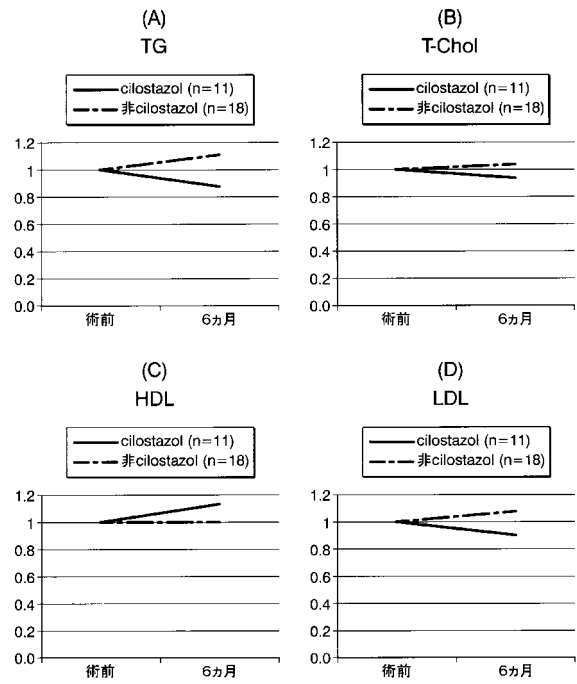 (A)
TG
cilostazol (n=11)
非cilostazol (n=18)
1.2
1
0.8
0.6
0.4
0.2
0.0
術前
6ヵ月
(B)
T-Chol
cilostazol (n=11)
非cilostazol (n=18)
1.2
1
0.8
0.6
0.4
0.2
0.0
術前
6ヵ月
(C)
HDL
cilostazol (n=11)
非cilostazol (n=18)
1.2
1
0.8
0.6
0.4
0.2
0.0
術前
6ヵ月
(D)
LDL
cilostazol (n=11)
非cilostazol (n=18)
1.2
1
0.8
0.6
0.4
0.2
0.0
術前
6ヵ月